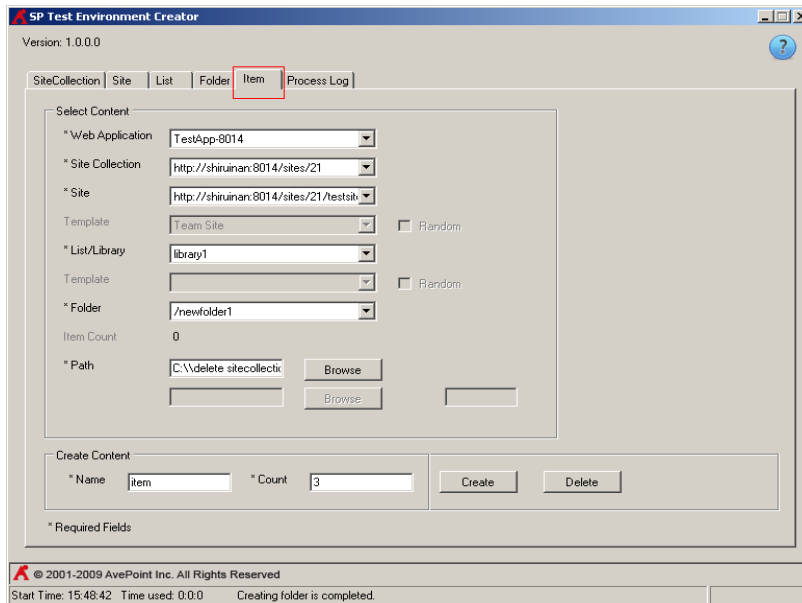 SP Test Environment Creator
Version: 1.0.0.0
?
SiteCollection Site List Folder Item Process Log
Select Content
* Web Application TestApp-8014
* Site Collection http://shiruinan:8014/sites/21
* Site http://shiruinan:8014/sites/21/testsit
Template Team Site Random
* List/Library library1
Template Random
* Folder /newfolder1
Item Count 0
* Path C:\\delete sitecollectic Browse
Browse
Create Content
* Name item * Count 3 Create Delete
* Required Fields
© 2001-2009 AvePoint Inc. All Rights Reserved
Start Time: 15:48:42 Time used: 0:0:0 Creating folder is completed.